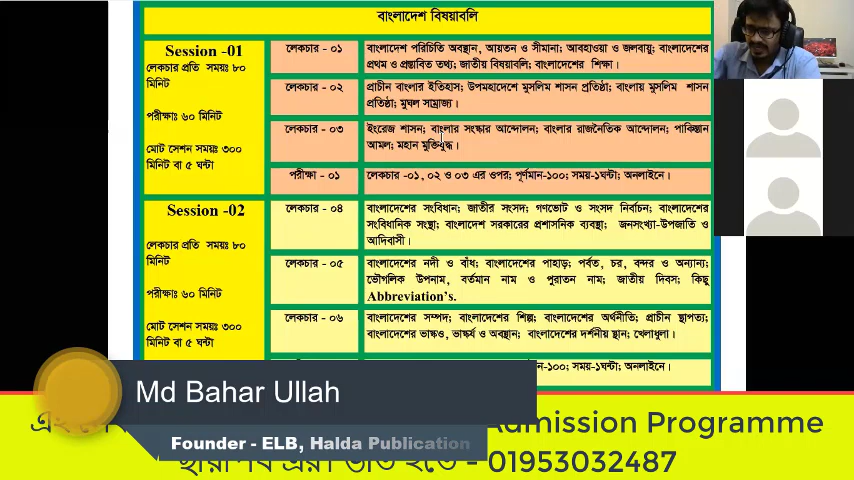 বাংলাদেশ বিষয়াবলি
Session -01
লেকচার প্রতি সময়ঃ ৮০
মিনিট
পরীক্ষাঃ ৬০ মিনিট
মোট সেশন সময়ঃ ৩০০
মিনিট বা ৫ ঘন্টা
লেকচার - ০১
বাংলাদেশ পরিচিতি অবস্থান, আয়তন ও সীমানা; আবহাওয়া ও জলবায়ু; বাংলাদেশের
প্রথম ও প্রস্তাবিত তথ্য; জাতীয় বিষয়াবলি; বাংলাদেশের শিক্ষা।
লেকচার - ০২
প্রাচীন বাংলার ইতিহাস; উপমহাদেশে মুসলিম শাসন প্রতিষ্ঠা; বাংলায় মুসলিম শাসন
প্রতিষ্ঠা; মুঘল সাম্রাজ্য।
লেকচার - ০৩
ইংরেজ শাসন; বাংলার সংস্কার আন্দোলন; বাংলার রাজনৈতিক আন্দোলন; পাকিস্তান
আমল; মহান মুক্তিযুদ্ধ।
পরীক্ষা - ০১
লেকচার -০১, ০২ ও ০৩ এর ওপর; পূর্ণমান-১০০; সময়-১ঘন্টা; অনলাইনে।
Session -02
লেকচার প্রতি সময়ঃ ৮০
মিনিট
পরীক্ষাঃ ৬০ মিনিট
মোট সেশন সময়ঃ ৩০০
মিনিট বা ৫ ঘন্টা
লেকচার - ০৪
বাংলাদেশের সংবিধান; জাতীয় সংসদ; গণভোট ও সংসদ নির্বাচন; বাংলাদেশের
সংবিধানিক সংস্থা; বাংলাদেশ সরকারের প্রশাসনিক ব্যবস্থা; জনসংখ্যা-উপজাতি ও
আদিবাসী।
লেকচার - ০৫
বাংলাদেশের নদী ও বাঁধ; বাংলাদেশের পাহাড়; পর্বত, চর, বন্দর ও অন্যান্য;
ভৌগলিক উপনাম, বর্তমান নাম ও পুরাতন নাম; জাতীয় দিবস; কিছু
Abbreviation's.
লেকচার - ০৬
বাংলাদেশের সম্পদ; বাংলাদেশের শিল্প; বাংলাদেশের অর্থনীতি; প্রাচীন স্থাপত্য;
বাংলাদেশের ভাষ্কও, ভার্স্কয ও অবস্থান; বাংলাদেশের দর্শনীয় স্থান; খেলাধুলা।
-১০০; সময়-১ঘন্টা; অনলাইনে।
Md Bahar Ullah
Founder - ELB, Halda Publication
Admission Programme
ভর্তি হতে - 01953032487